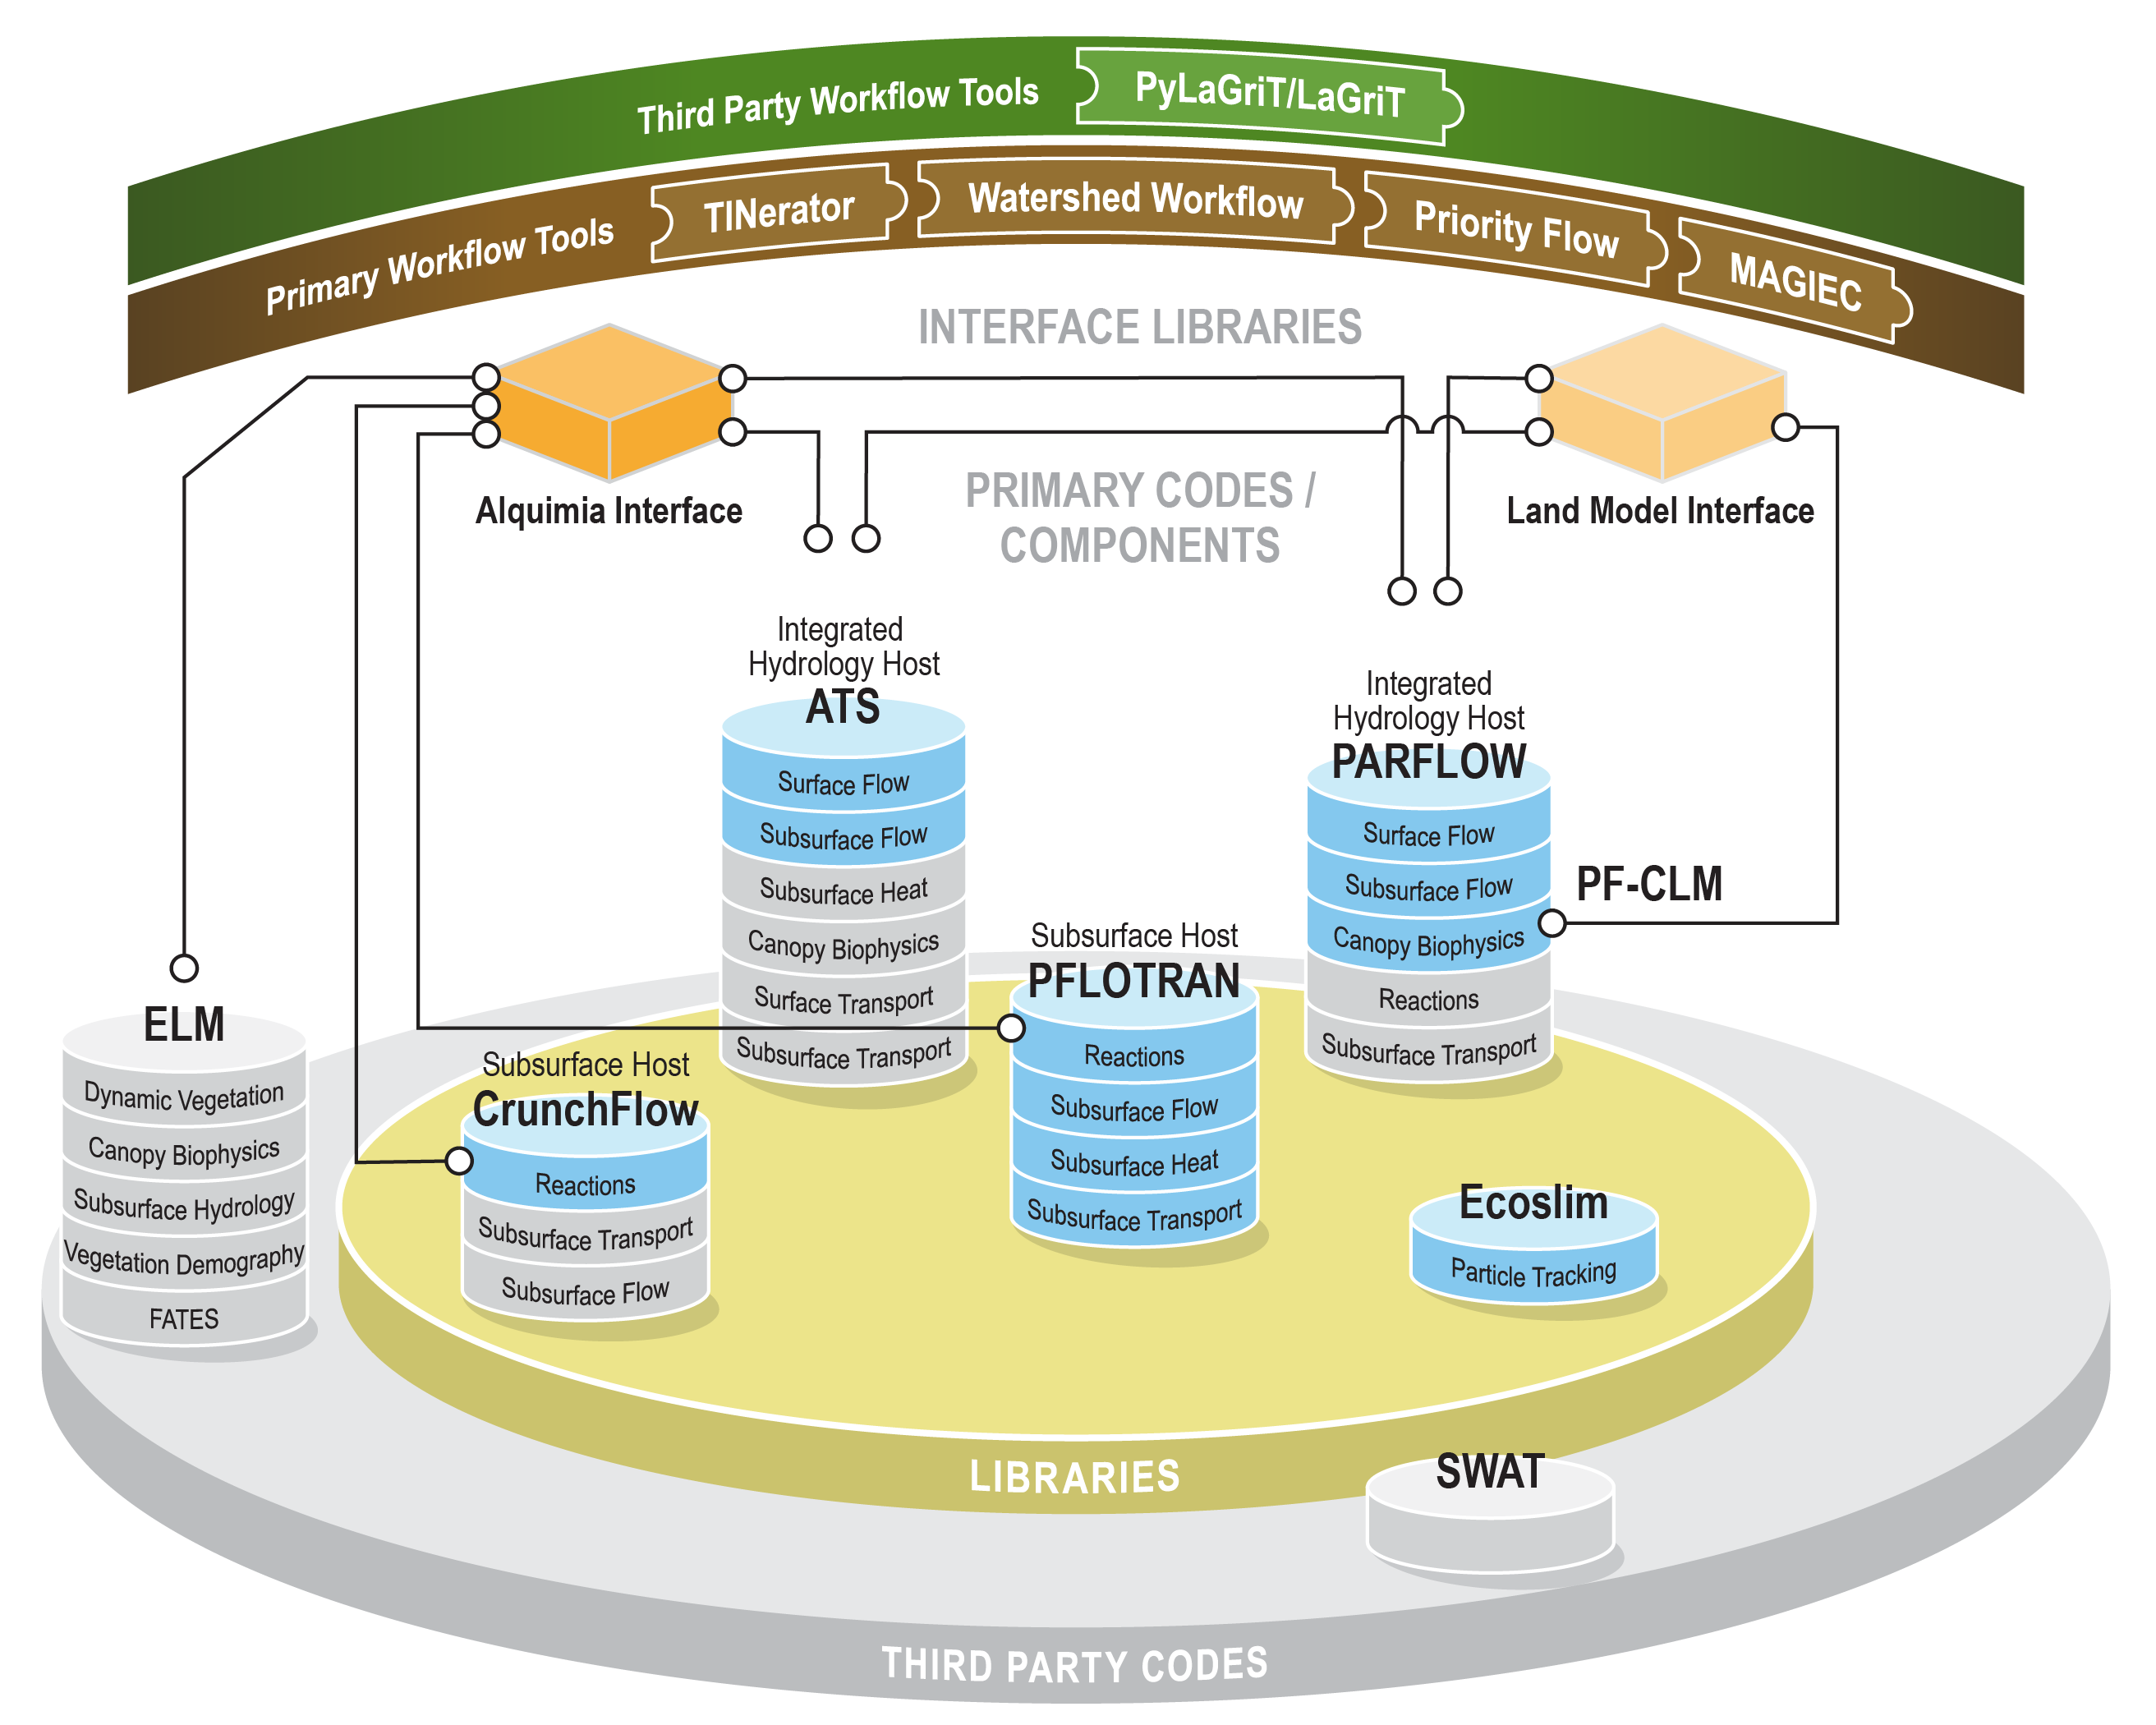 Third Party Workflow Tools
PyLaGriT/LaGriT
Primary Workflow Tools
TINerator
Watershed Workflow
Priority Flow
MAGIEC
INTERFACE LIBRARIES
Alquimia Interface
Land Model Interface
PRIMARY CODES /
COMPONENTS
Integrated
Hydrology Host
ATS
Surface Flow
Subsurface Flow
Subsurface Heat
Canopy Biophysics
Surface Transport
Subsurface Transport
Integrated
Hydrology Host
PARFLOW
Surface Flow
Subsurface Flow
Canopy Biophysics
Reactions
Subsurface Transport
PF-CLM
Subsurface Host
PFLOTRAN
Reactions
Subsurface Flow
Subsurface Heat
Subsurface Transport
ELM
Dynamic Vegetation
Canopy Biophysics
Subsurface Hydrology
Vegetation Demography
FATES
Subsurface Host
CrunchFlow
Reactions
Subsurface Transport
Subsurface Flow
Ecoslim
Particle Tracking
LIBRARIES
SWAT
THIRD PARTY CODES